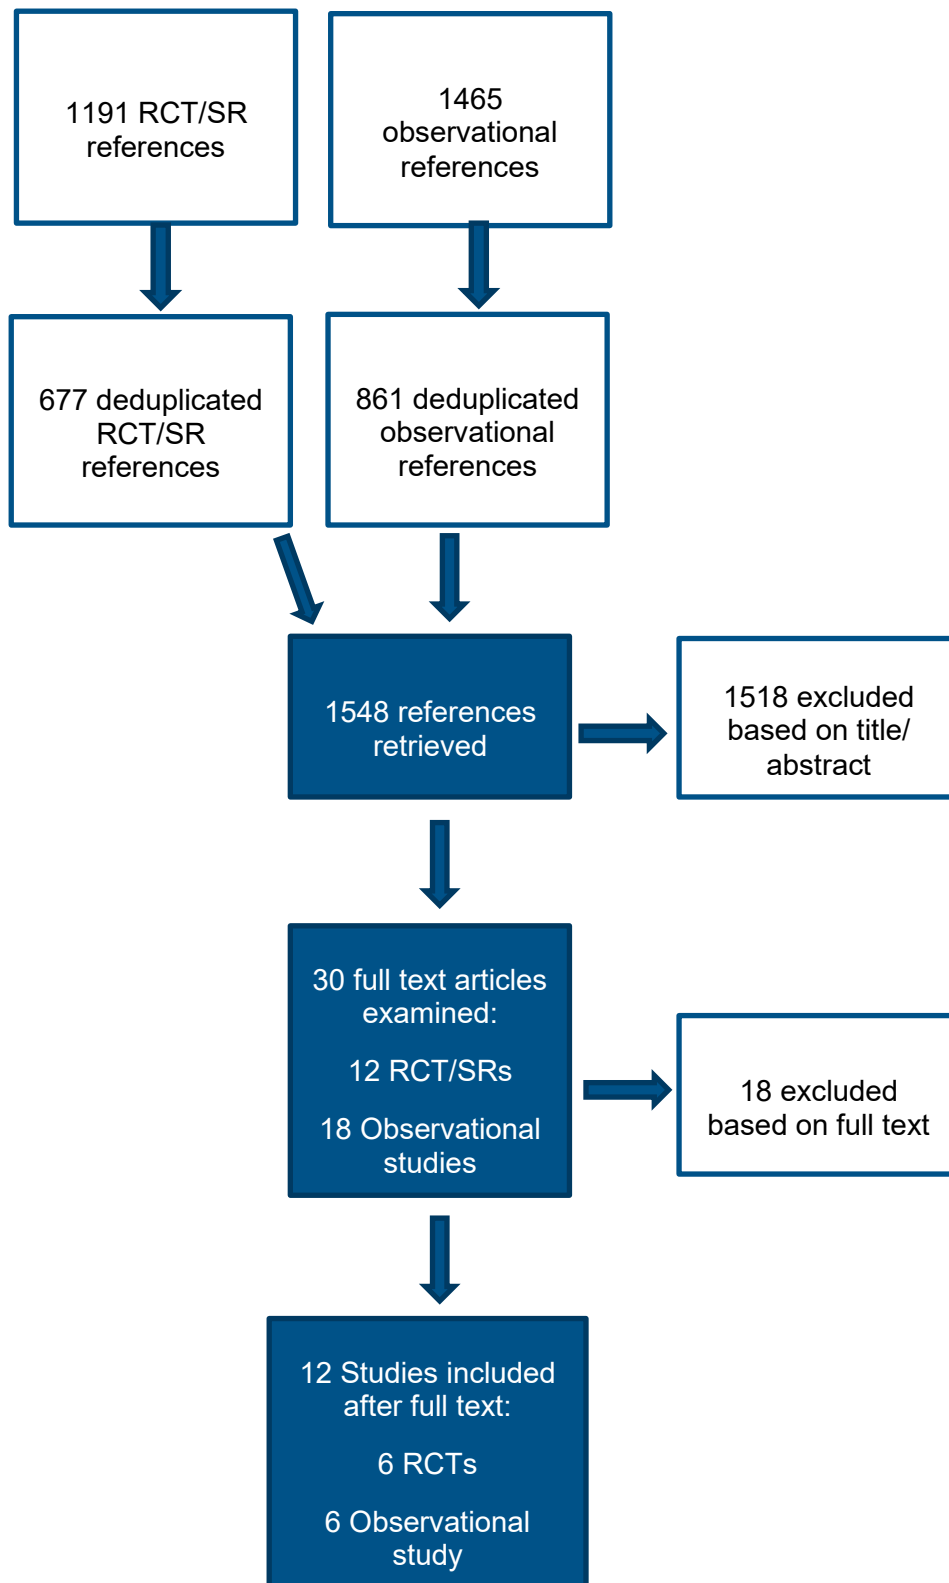 1191 RCT/SR
references
1465
observational
references
677 deduplicated
RCT/SR
references
861 deduplicated
observational
references
1548 references
retrieved
1518 excluded
based on title/
abstract
30 full text articles
examined:
12 RCT/SRs
18 Observational
studies
18 excluded
based on full text
12 Studies included
after full text:
6 RCTs
6 Observational
study